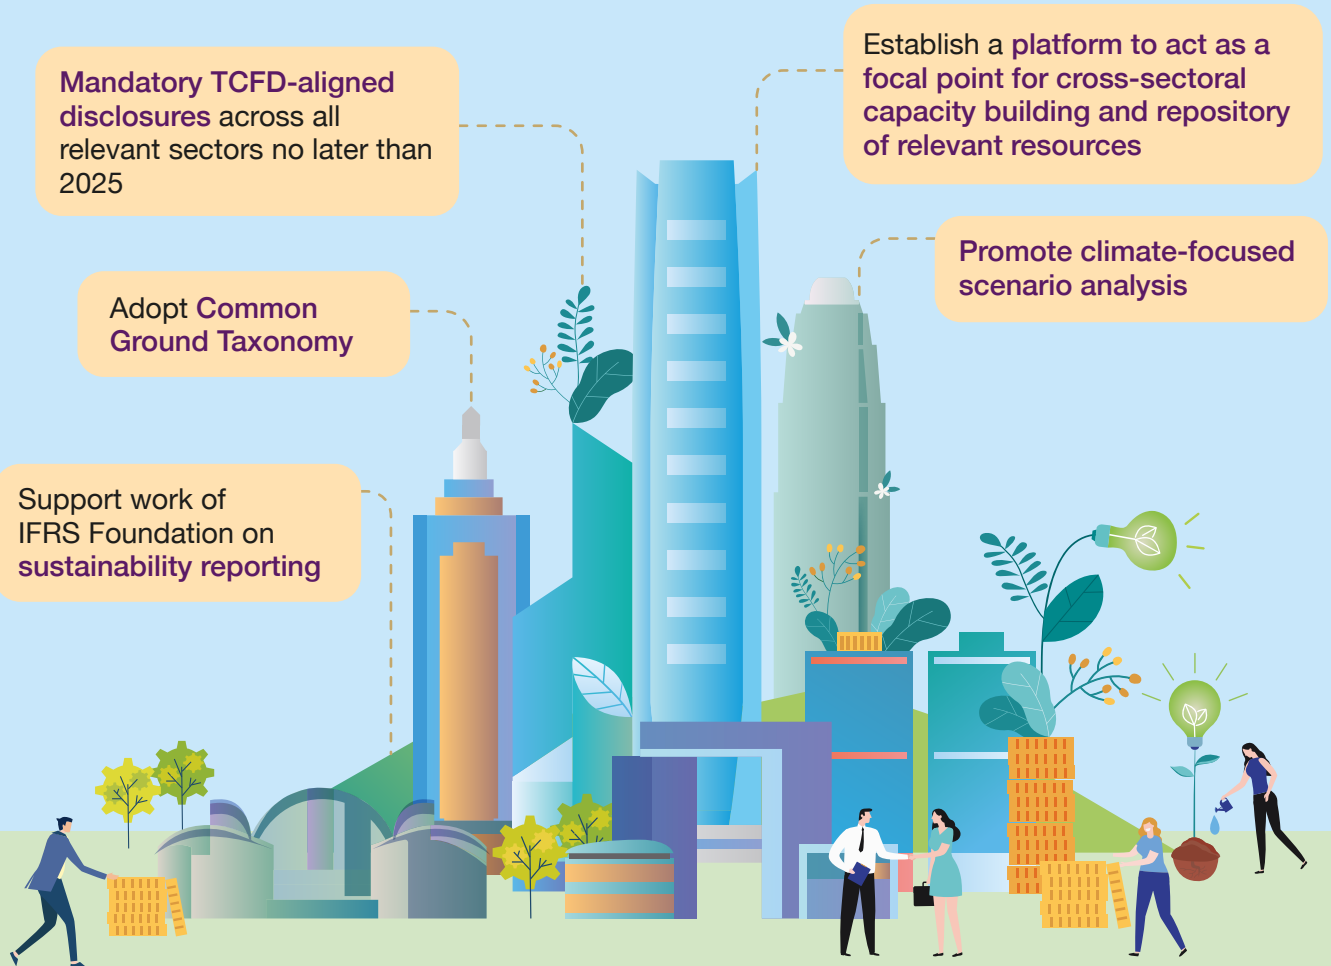 Mandatory TCFD-aligned
disclosures across all
relevant sectors no later than
2025
Establish a platform to act as a
focal point for cross-sectoral
capacity building and repository
of relevant resources
Promote climate-focused
scenario analysis
Adopt Common
Ground Taxonomy
Support work of
IFRS Foundation on
sustainability reporting